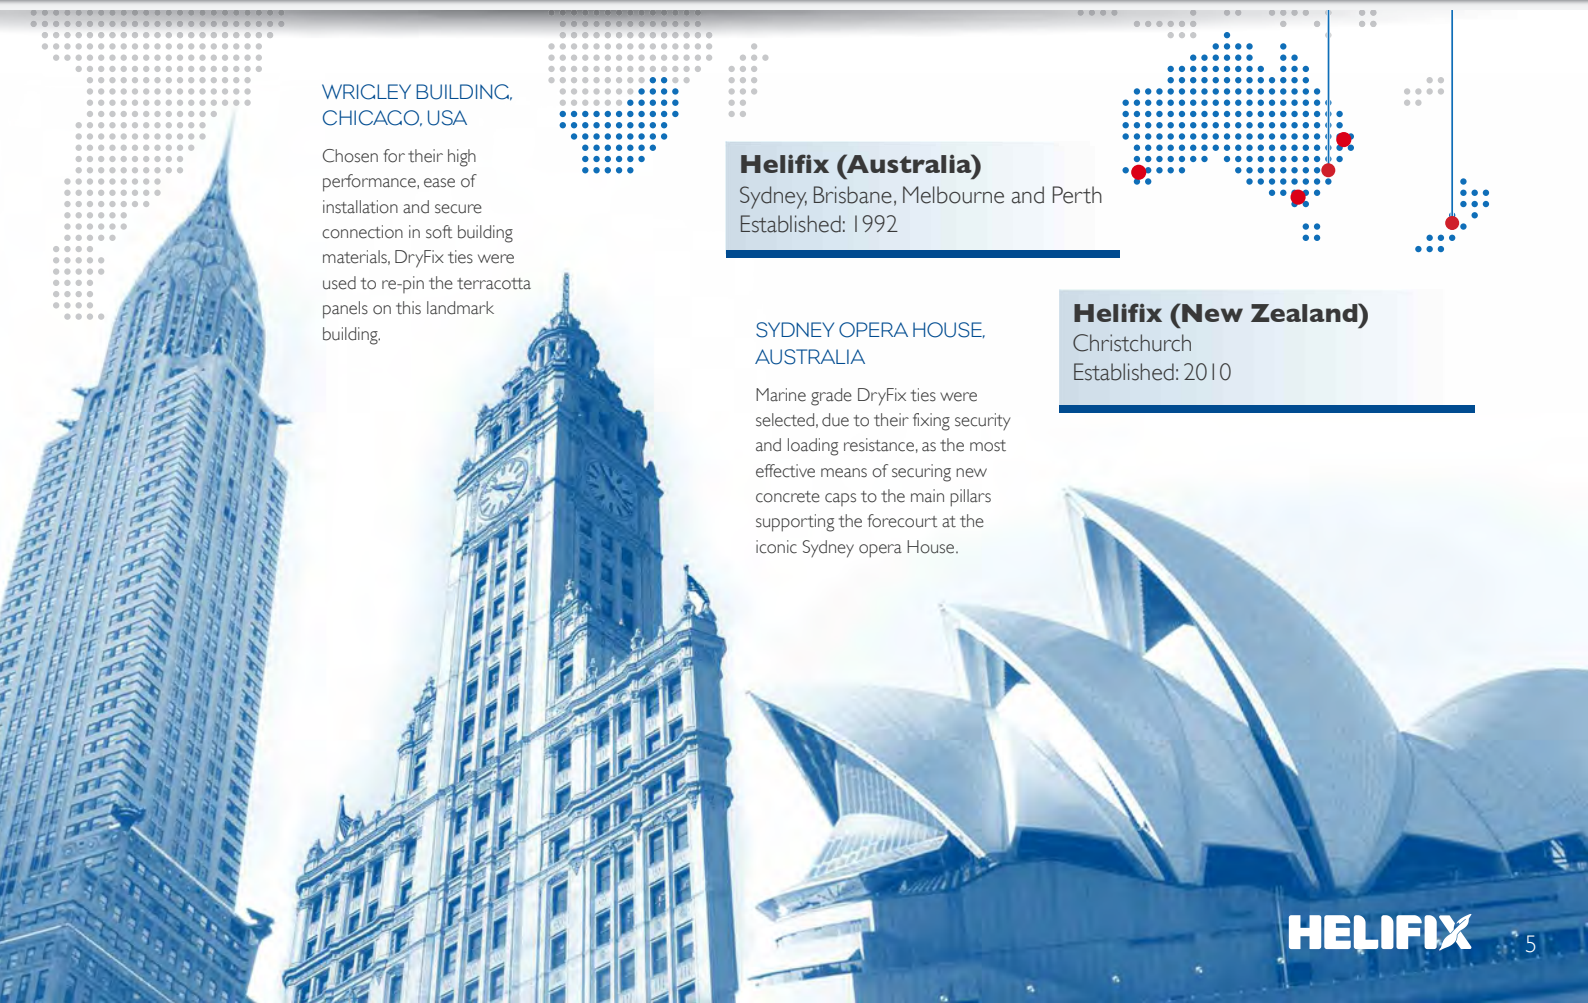 WRIGLEY BUILDING,
CHICAGO, USA
Chosen for their high
performance, ease of
installation and secure
connection in soft building
materials, DryFix ties were
used to re-pin the terracotta
panels on this landmark
building.
Helifix (Australia)
Sydney, Brisbane, Melbourne and Perth
Established: 1992
SYDNEY OPERA HOUSE,
AUSTRALIA
Marine grade DryFix ties were
selected, due to their fixing security
and loading resistance, as the most
effective means of securing new
concrete caps to the main pillars
supporting the forecourt at the
iconic Sydney opera House.
Helifix (New Zealand)
Christchurch
Established: 2010
HELIFIX
5